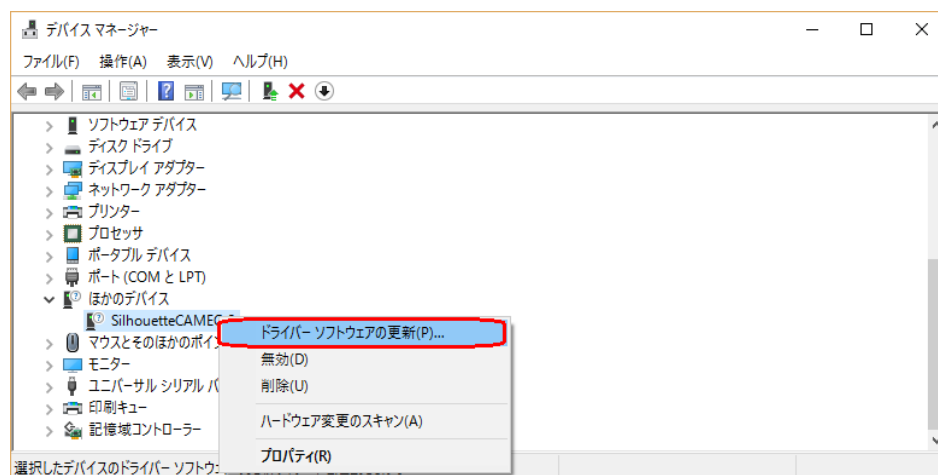 デバイス マネージャー
ファイル(F) 操作(A) 表示(V) ヘルプ(H)
ソフトウェア デバイス
ディスク ドライブ
ディスプレイ アダプター
ネットワーク アダプター
プリンター
プロセッサ
ポータブル デバイス
ポート (COM と LPT)
ほかのデバイス
SilhouetteCAMEO
マウスとそのほかのポイン
モニター
ユニバーサル シリアル バ
印刷キュー
記憶域コントローラー
ドライバー ソフトウェアの更新(P)...
無効(D)
削除(U)
ハードウェア変更のスキャン(A)
プロパティ(R)
選択したデバイスのドライバー ソフトウェ